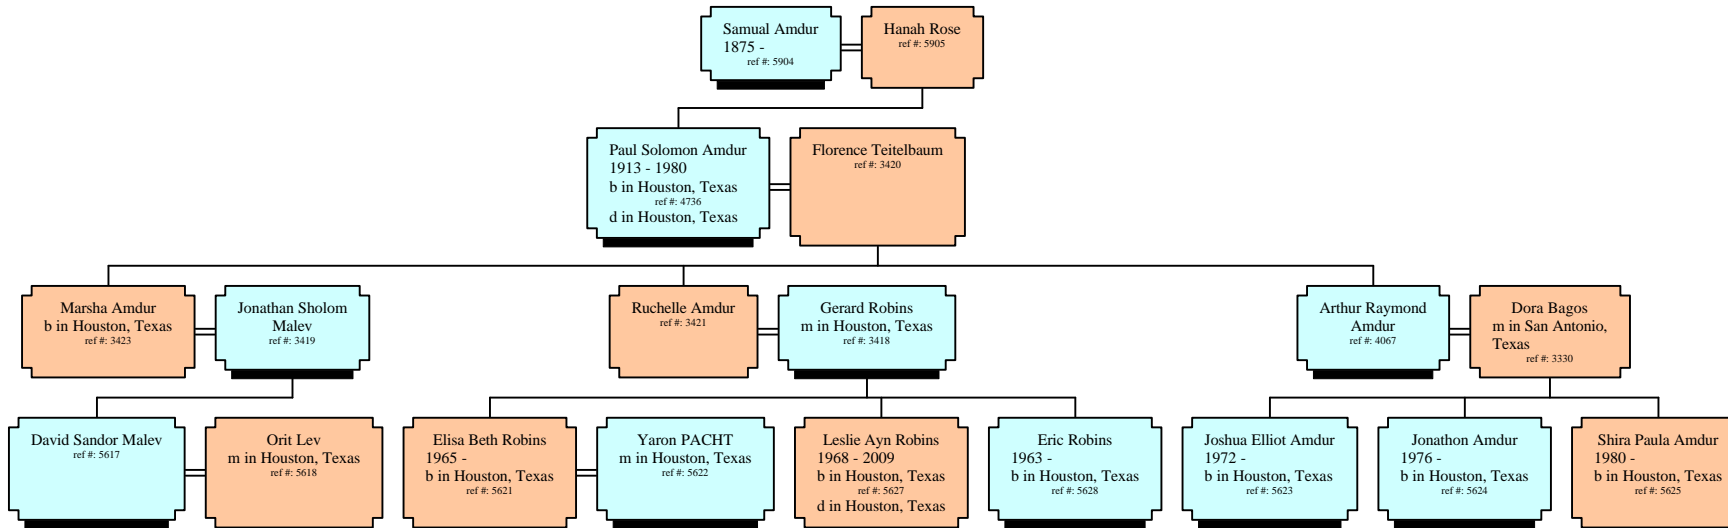 Samual Amdur
1875 -
ref #: 5904
Hanah Rose
ref #: 5905
Paul Solomon Amdur
1913 - 1980
b in Houston, Texas
ref #: 4736
d in Houston, Texas
Florence Teitelbaum
ref #: 3420
Marsha Amdur
b in Houston, Texas
ref #: 3423
Jonathan Sholom
Malev
ref #: 3419
Ruchelle Amdur
ref #: 3421
Gerard Robins
m in Houston, Texas
ref #: 3418
Arthur Raymond
Amdur
ref #: 4067
Dora Bagos
m in San Antonio,
Texas
ref #: 3330
David Sandor Malev
ref #: 5617
Orit Lev
m in Houston, Texas
ref #: 5618
Elisa Beth Robins
1965 -
b in Houston, Texas
ref #: 5621
Yaron PACHT
m in Houston, Texas
ref #: 5622
Leslie Ayn Robins
1968 - 2009
b in Houston, Texas
ref #: 5627
d in Houston, Texas
Eric Robins
1963 -
b in Houston, Texas
ref #: 5628
Joshua Elliot Amdur
1972 -
b in Houston, Texas
ref #: 5623
Jonathon Amdur
1976 -
b in Houston, Texas
ref #: 5624
Shira Paula Amdur
1980 -
b in Houston, Texas
ref #: 5625